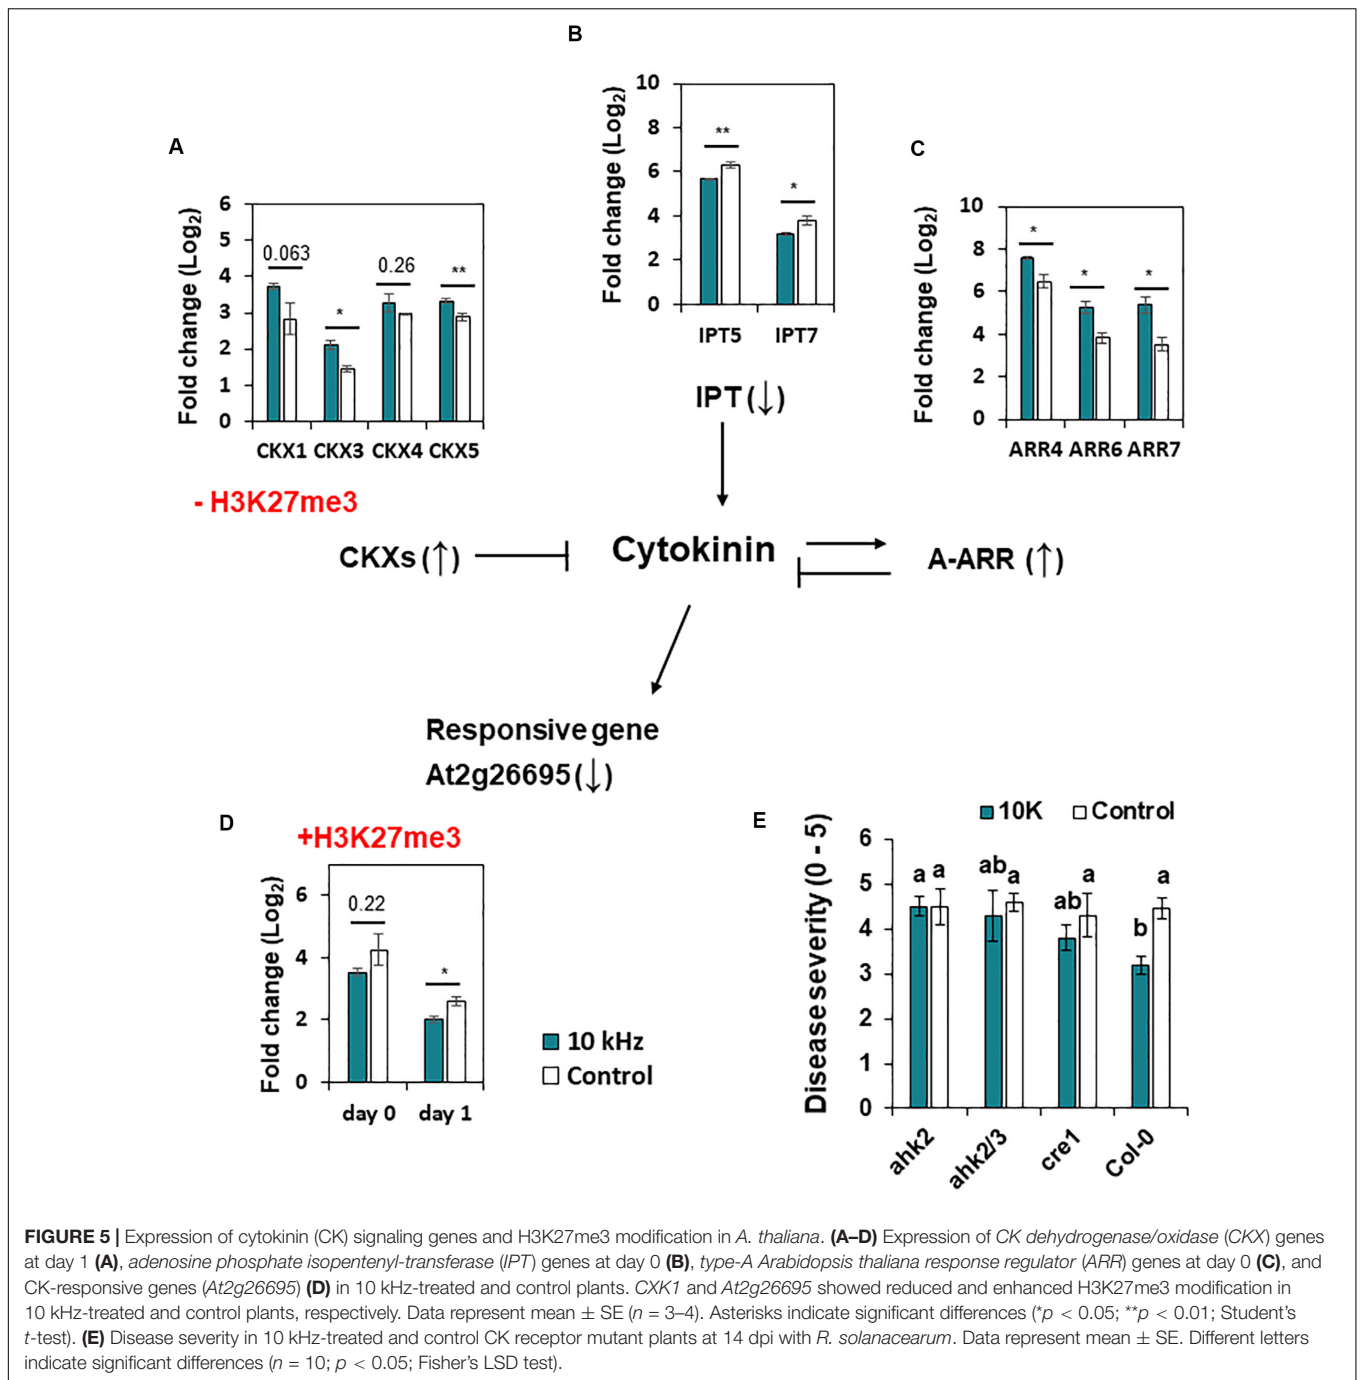 B
10
8
6
4
2
0
Fold change (Log2)
**
*
IPT5 IPT7
A
6
5
4
3
2
1
0
Fold change (Log2)
0.063
*
0.26
**
CKX1 CKX3 CKX4 CKX5
C
10
8
6
4
2
0
Fold change (Log2)
*
*
*
ARR4 ARR6 ARR7
IPT (↓)
- H3K27me3
CKXs (↑)
Cytokinin
A-ARR (↑)
Responsive gene
At2g26695 (↓)
D
+H3K27me3
6
4
2
0
Fold change (Log2)
0.22
*
day 0 day 1
10 kHz
Control
E
10K Control
Disease severity (0 - 5)
6
5
4
3
2
1
0
a a ab a ab a b a
ahk2 ahk2/3 cre1 Col-0
FIGURE 5 | Expression of cytokinin (CK) signaling genes and H3K27me3 modification in A. thaliana. (A–D) Expression of CK dehydrogenase/oxidase (CKX) genes
at day 1 (A), adenosine phosphate isopentenyl-transferase (IPT) genes at day 0 (B), type-A Arabidopsis thaliana response regulator (ARR) genes at day 0 (C), and
CK-responsive genes (At2g26695) (D) in 10 kHz-treated and control plants. CXK1 and At2g26695 showed reduced and enhanced H3K27me3 modification in
10 kHz-treated and control plants, respectively. Data represent mean ± SE (n = 3–4). Asterisks indicate significant differences (*p < 0.05; **p < 0.01; Student's
t-test). (E) Disease severity in 10 kHz-treated and control CK receptor mutant plants at 14 dpi with R. solanacearum. Data represent mean ± SE. Different letters
indicate significant differences (n = 10; p < 0.05; Fisher's LSD test).